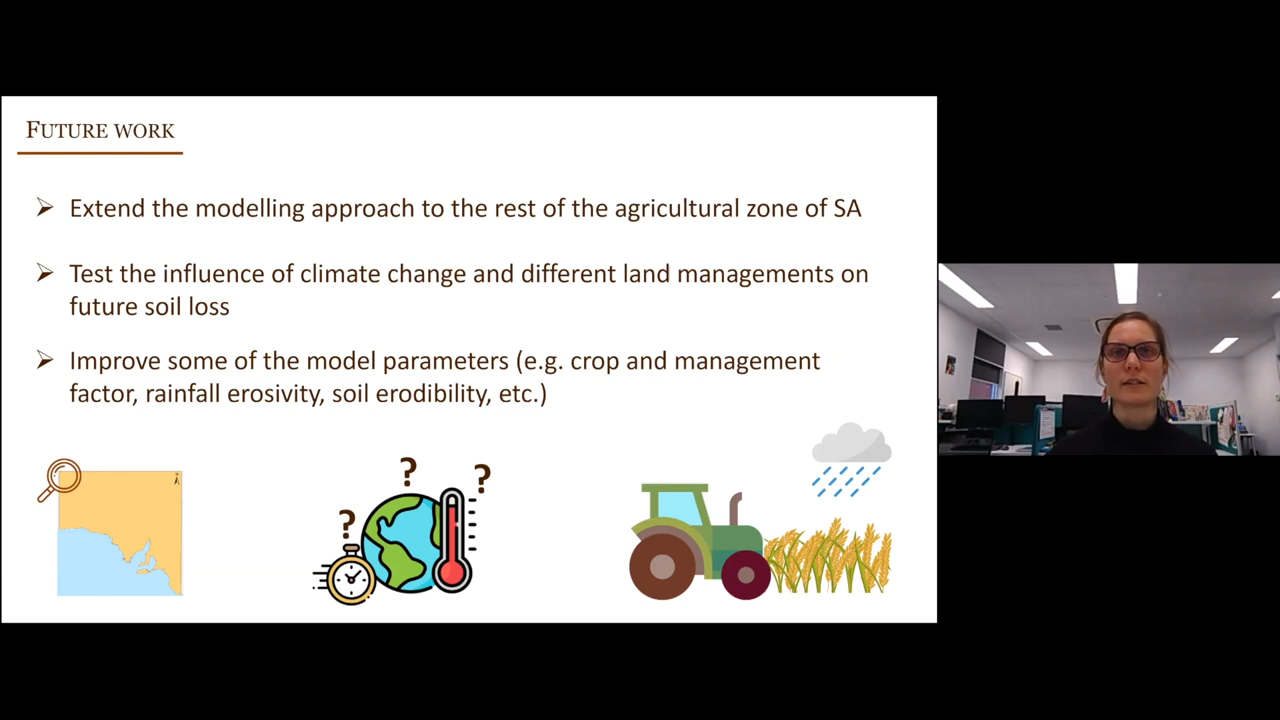 FUTURE WORK
Extend the modelling approach to the rest of the agricultural zone of SA
Test the influence of climate change and different land managements on
future soil loss
Improve some of the model parameters (e.g. crop and management
factor, rainfall erosivity, soil erodibility, etc.)
? ?
?